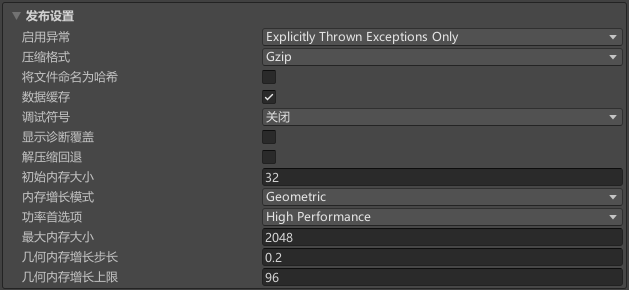 发布设置
启用异常 Explicitly Thrown Exceptions Only
压缩格式 Gzip
将文件命名为哈希
数据缓存
调试符号 关闭
显示诊断覆盖
解压缩回退
初始内存大小 32
内存增长模式 Geometric
功率首选项 High Performance
最大内存大小 2048
几何内存增长步长 0.2
几何内存增长上限 96